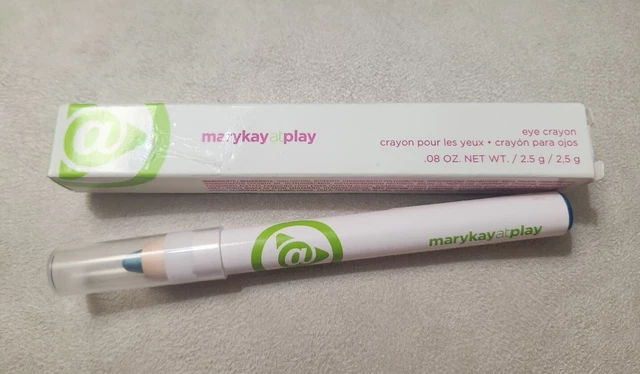 @
marykayatplay
eye crayon
crayon pour les yeux • crayón para ojos
.08 OZ. NET WT. / 2.5 g / 2,5 g
@
marykayatplay